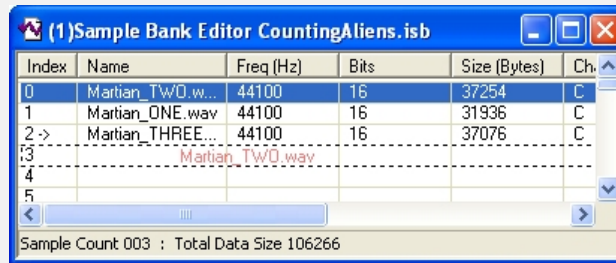 (1)Sample Bank Editor CountingAliens.isb
Index Name Freq (Hz) Bits Size (Bytes) Ch
0 Martian_TWO.w... 44100 16 37254 C
1 Martian_ONE.wav 44100 16 31936 C
2 -> Martian_THREE... 44100 16 37076 C
3 Martian_TWO.wav
4
5
Sample Count 003 : Total Data Size 106266